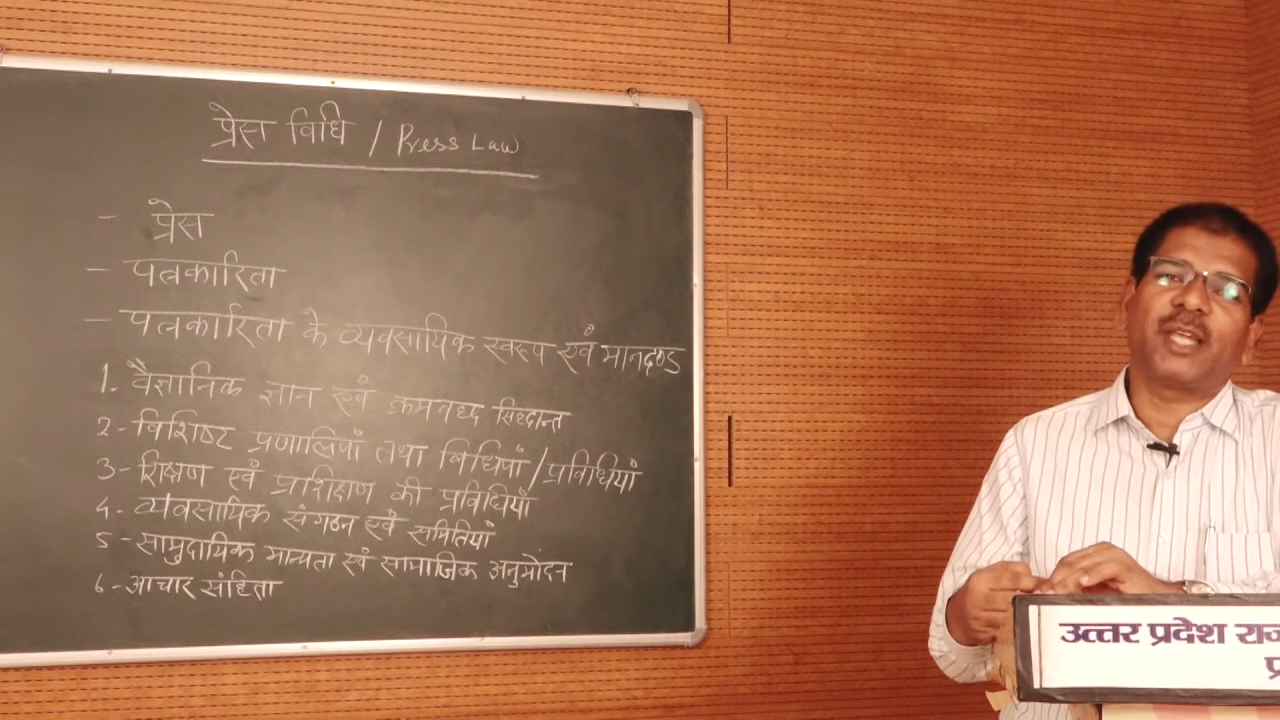 प्रेस विधि / Press Law
- प्रेस
- पत्रकारिता
- पत्रकारिता के व्यवसायिक स्वरूप एवं मानदण्ड
1. वैज्ञानिक ज्ञान एवं क्रमवध्द सिध्दान्त
2 - विशिष्ट प्रणालियाँ तथा विधियाँ / प्रविधियाँ
3 - शिक्षण एवं प्रशिक्षण की प्रविधियाँ
4. व्यवसायिक संगठन एवं समितियां
5 - सामुदायिक मान्यता एवं सामाजिक अनुमोदन
6 - आचार संहिता
उत्तर प्रदेश राज
प्र